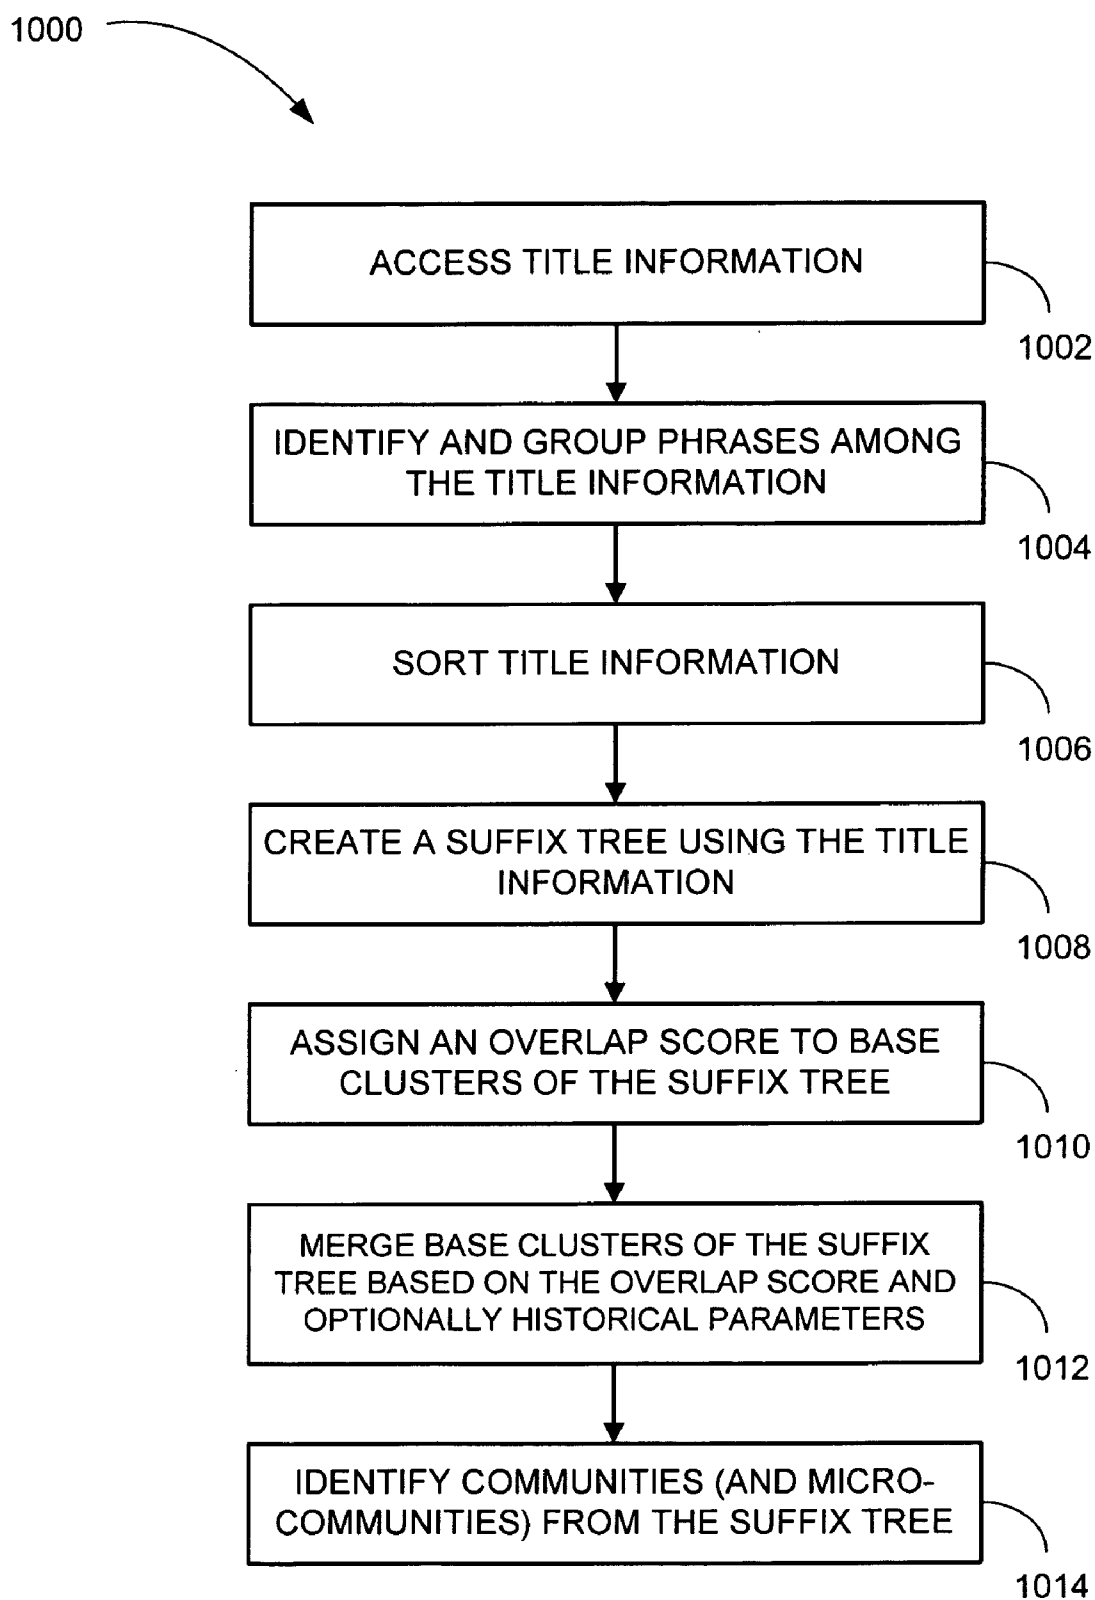 1000
ACCESS TITLE INFORMATION
1002
IDENTIFY AND GROUP PHRASES AMONG
THE TITLE INFORMATION
1004
SORT TITLE INFORMATION
1006
CREATE A SUFFIX TREE USING THE TITLE
INFORMATION
1008
ASSIGN AN OVERLAP SCORE TO BASE
CLUSTERS OF THE SUFFIX TREE
1010
MERGE BASE CLUSTERS OF THE SUFFIX
TREE BASED ON THE OVERLAP SCORE AND
OPTIONALLY HISTORICAL PARAMETERS
1012
IDENTIFY COMMUNITIES (AND MICRO-
COMMUNITIES) FROM THE SUFFIX TREE
1014